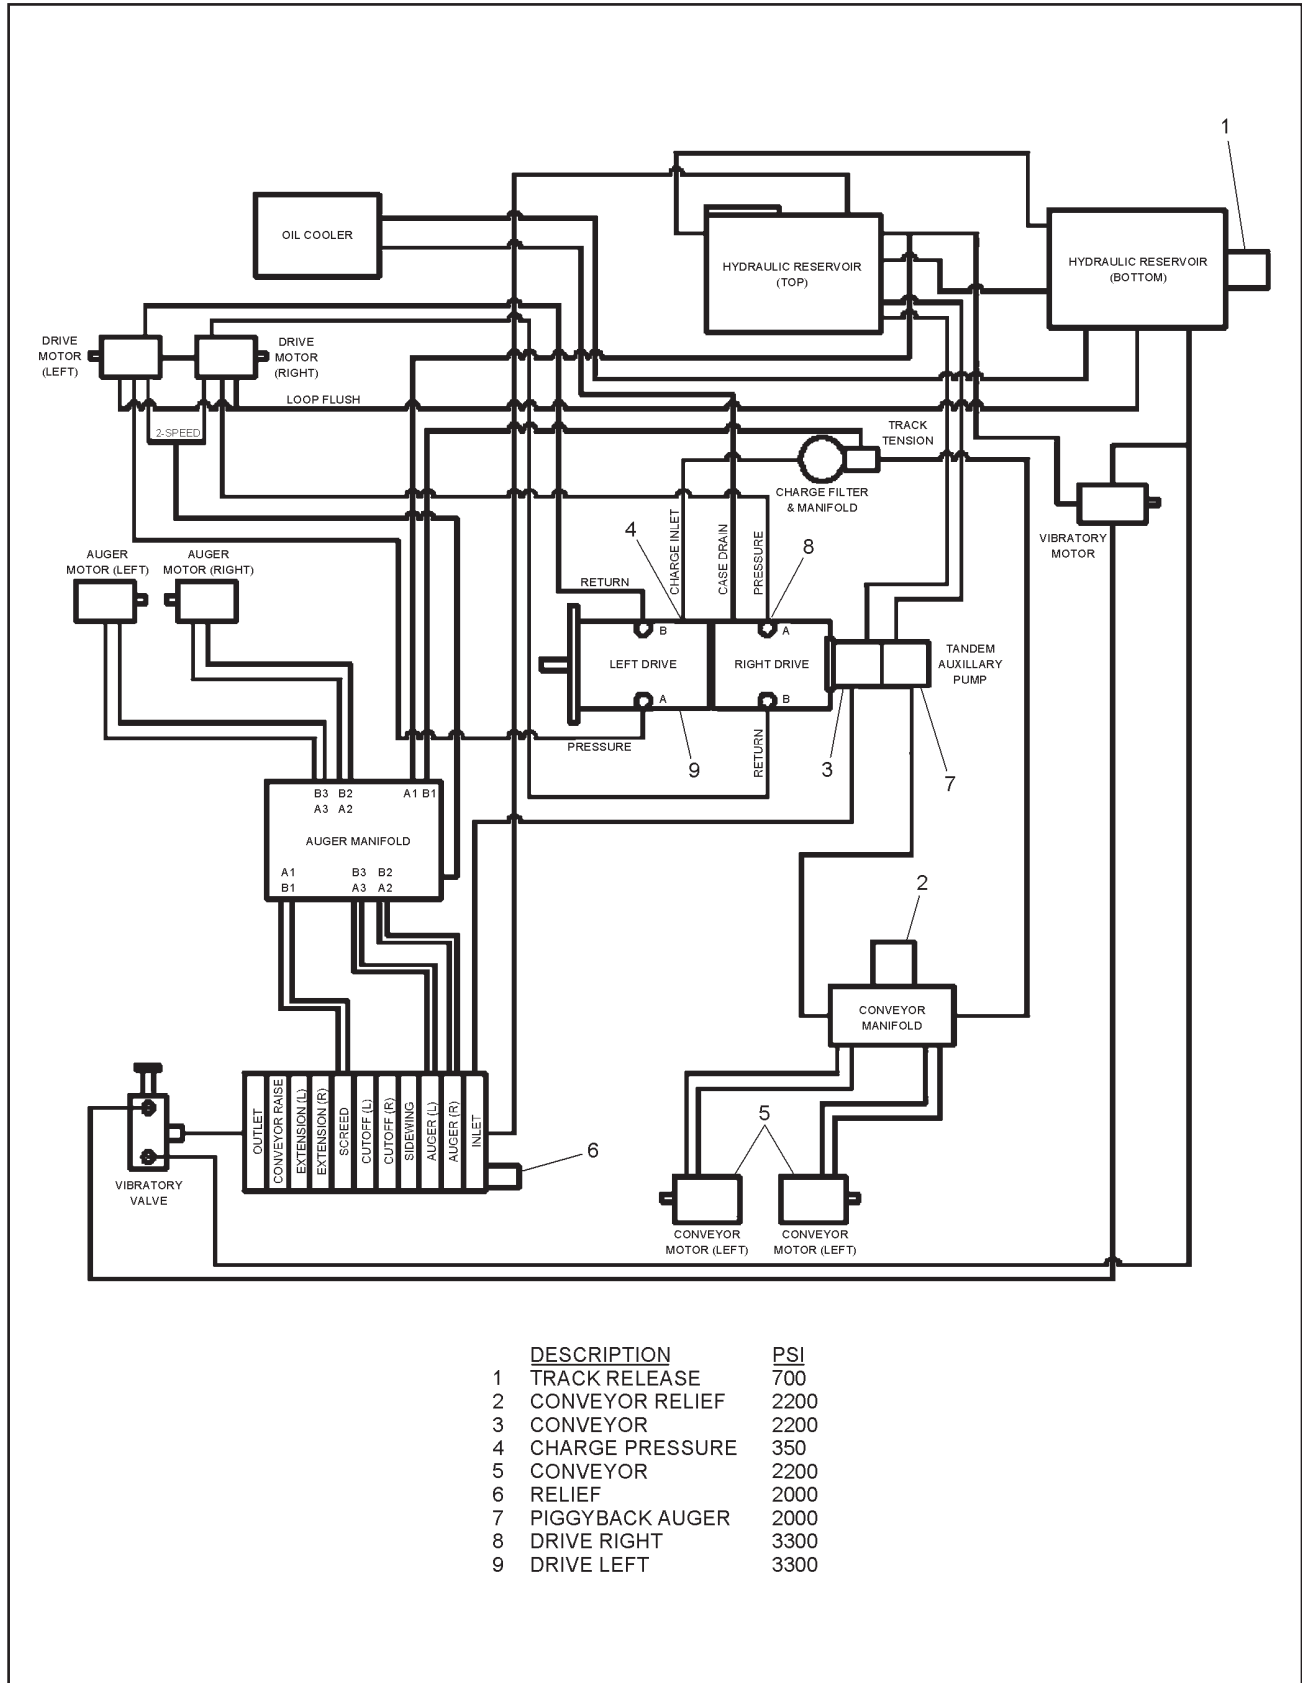 1
OIL COOLER
HYDRAULIC RESERVOIR
(TOP)
HYDRAULIC RESERVOIR
(BOTTOM)
DRIVE
MOTOR
(LEFT)
DRIVE
MOTOR
(RIGHT)
LOOP FLUSH
2-SPEED
TRACK
TENSION
CHARGE FILTER
& MANIFOLD
VIBRATORY
MOTOR
AUGER
MOTOR (LEFT)
AUGER
MOTOR (RIGHT)
RETURN
4
CHARGE INLET
CASE DRAIN
PRESSURE
8
B
A
LEFT DRIVE
RIGHT DRIVE
TANDEM
AUXILLARY
PUMP
A
B
PRESSURE
RETURN
9
3
7
B3 B2 A1 B1
A3 A2
AUGER MANIFOLD
A1 B3 B2
B1 A3 A2
2
CONVEYOR
MANIFOLD
OUTLET
CONVEYOR RAISE
EXTENSION (L)
EXTENSION (R)
SCREED
CUTOFF (L)
CUTOFF (R)
SIDEWING
AUGER (L)
AUGER (R)
INLET
5
6
VIBRATORY
VALVE
CONVEYOR
MOTOR (LEFT)
CONVEYOR
MOTOR (LEFT)
DESCRIPTION PSI
1 TRACK RELEASE 700
2 CONVEYOR RELIEF 2200
3 CONVEYOR 2200
4 CHARGE PRESSURE 350
5 CONVEYOR 2200
6 RELIEF 2000
7 PIGGYBACK AUGER 2000
8 DRIVE RIGHT 3300
9 DRIVE LEFT 3300